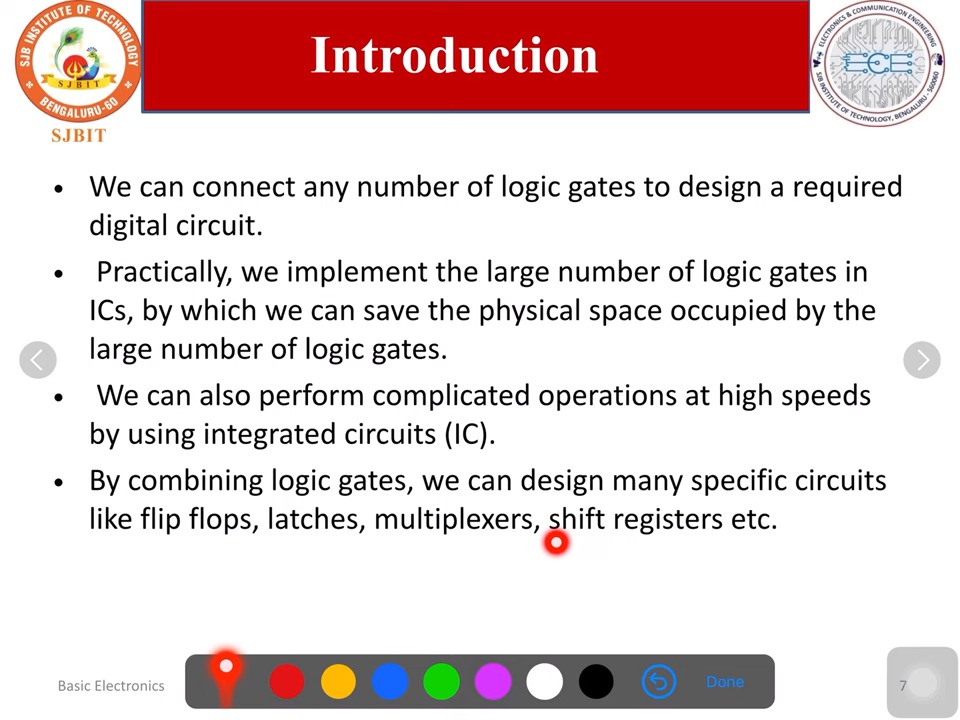 SJB INSTITUTE OF TECHNOLOGY
SJBIT
BENGALURU-60
SJBIT
Introduction
ELECTRONICS & COMMUNICATION ENGINEERING
ECE
SJB INSTITUTE OF TECHNOLOGY, BENGALURU - 560060
• We can connect any number of logic gates to design a required
digital circuit.
• Practically, we implement the large number of logic gates in
ICs, by which we can save the physical space occupied by the
large number of logic gates.
• We can also perform complicated operations at high speeds
by using integrated circuits (IC).
• By combining logic gates, we can design many specific circuits
like flip flops, latches, multiplexers, shift registers etc.
Basic Electronics
Done
7